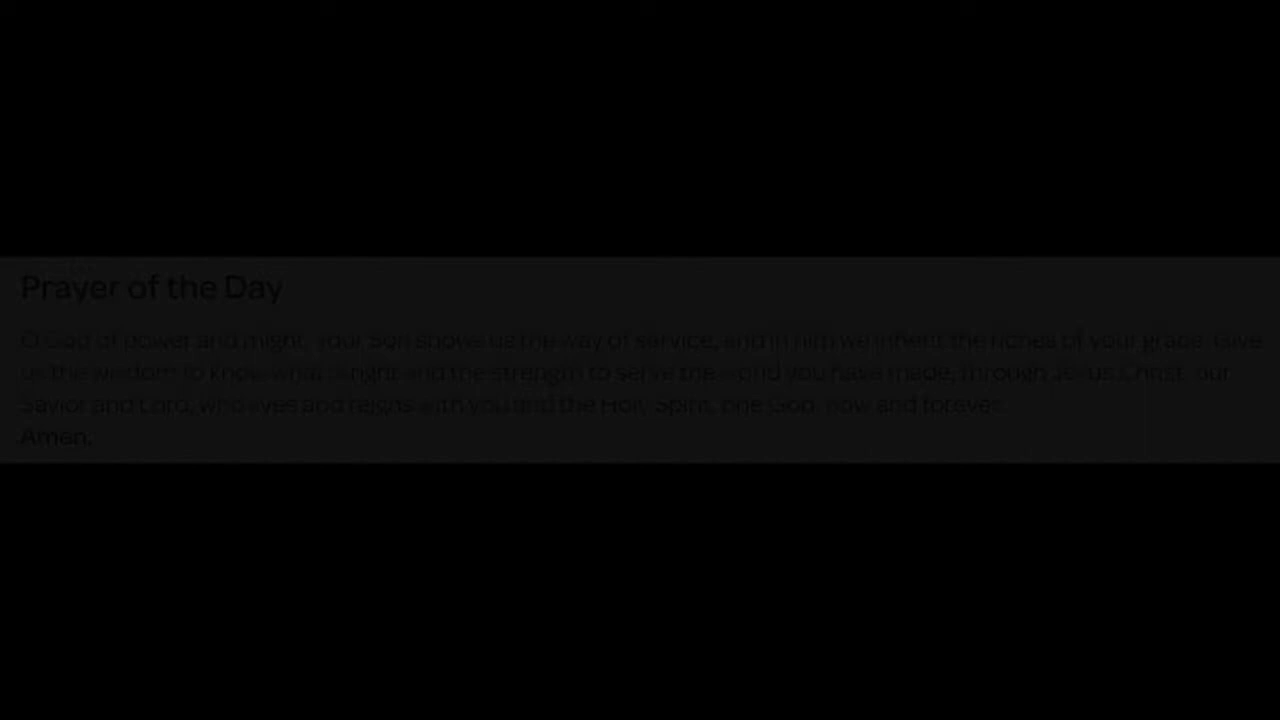 Prayer of the Day
O God of power and might, your Son shows us the way of service, and in him we inherit the riches of your grace. Give
us the wisdom to know what is right and the strength to serve the world you have made, through Jesus Christ, our
Savior and Lord, who lives and reigns with you and the Holy Spirit, one God, now and forever.
Amen.